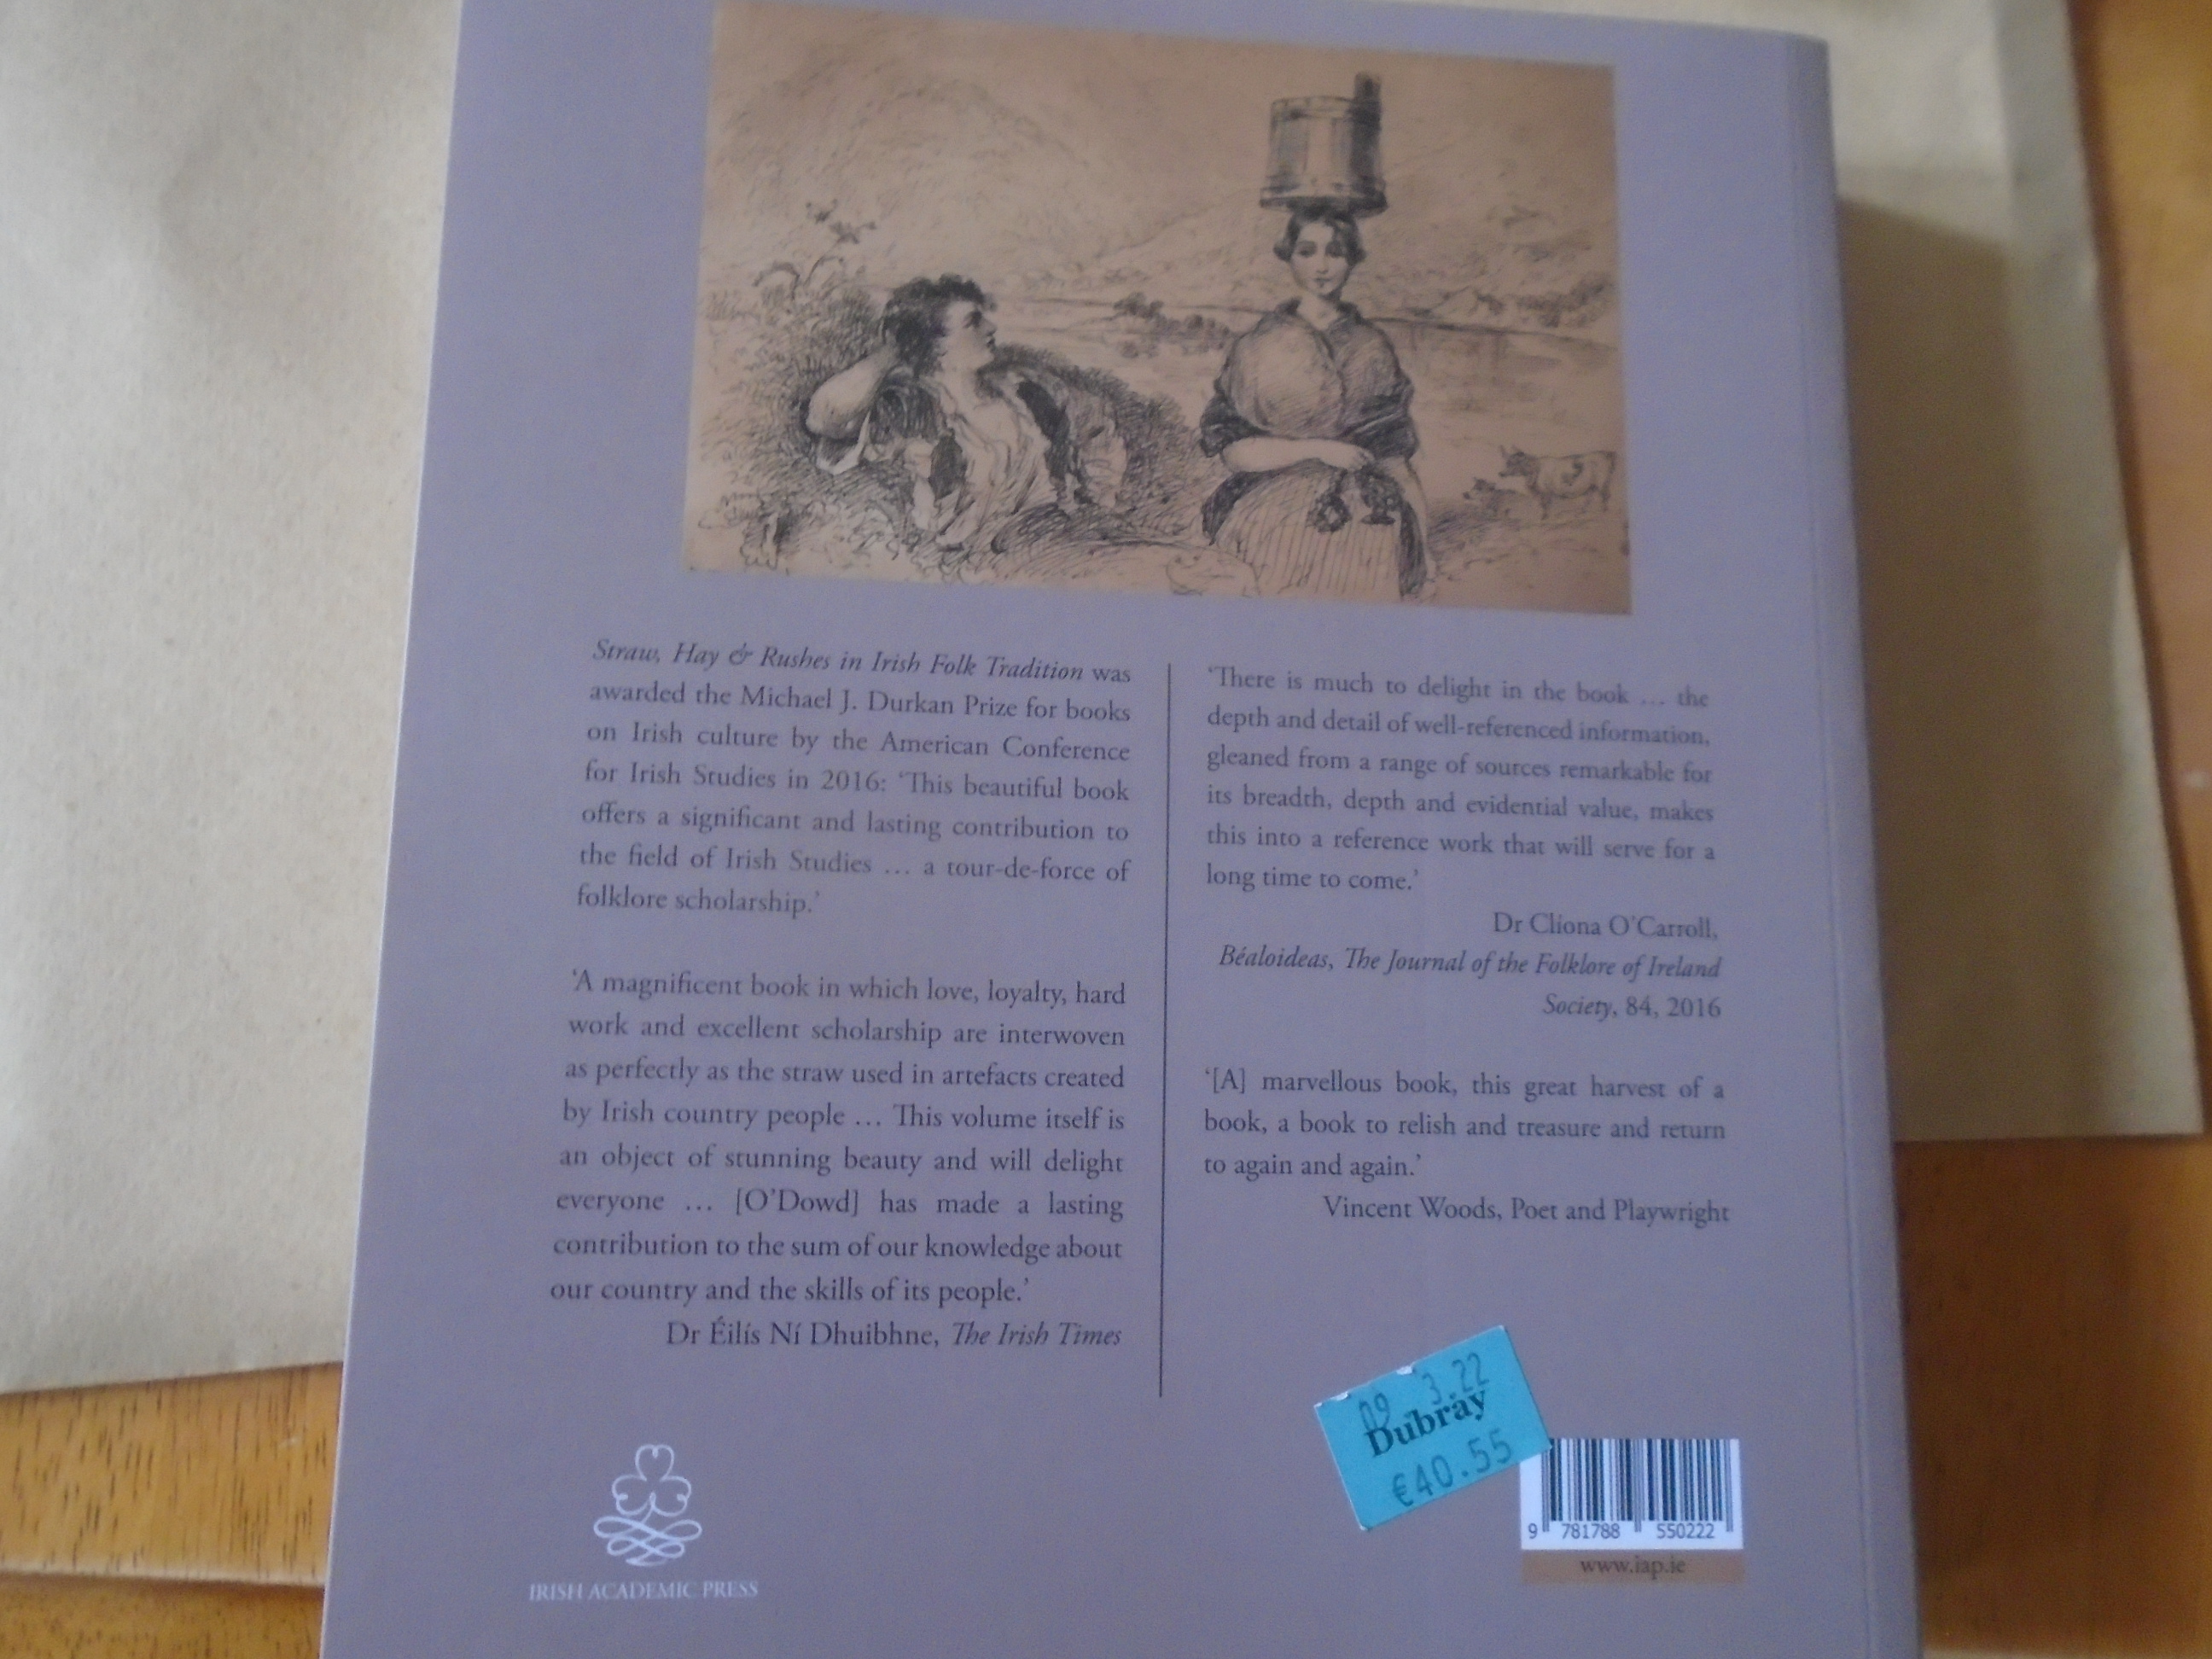 Straw, Hay & Rushes in Irish Folk Tradition was
awarded the Michael J. Durkan Prize for books
on Irish culture by the American Conference
for Irish Studies in 2016: ‘This beautiful book
offers a significant and lasting contribution to
the field of Irish Studies … a tour-de-force of
folklore scholarship.’
‘A magnificent book in which love, loyalty, hard
work and excellent scholarship are interwoven
as perfectly as the straw used in artefacts created
by Irish country people … This volume itself is
an object of stunning beauty and will delight
everyone … [O’Dowd] has made a lasting
contribution to the sum of our knowledge about
our country and the skills of its people.’
Dr Éilís Ní Dhuibhne, The Irish Times
‘There is much to delight in the book … the
depth and detail of well-referenced information,
gleaned from a range of sources remarkable for
its breadth, depth and evidential value, makes
this into a reference work that will serve for a
long time to come.’
Dr Clíona O’Carroll,
Béaloideas, The Journal of the Folklore of Ireland
Society, 84, 2016
‘[A] marvellous book, this great harvest of a
book, a book to relish and treasure and return
to again and again.’
Vincent Woods, Poet and Playwright
09 3.22
Dubray
€40.55
9 781788 550222
www.iap.ie
IRISH ACADEMIC PRESS